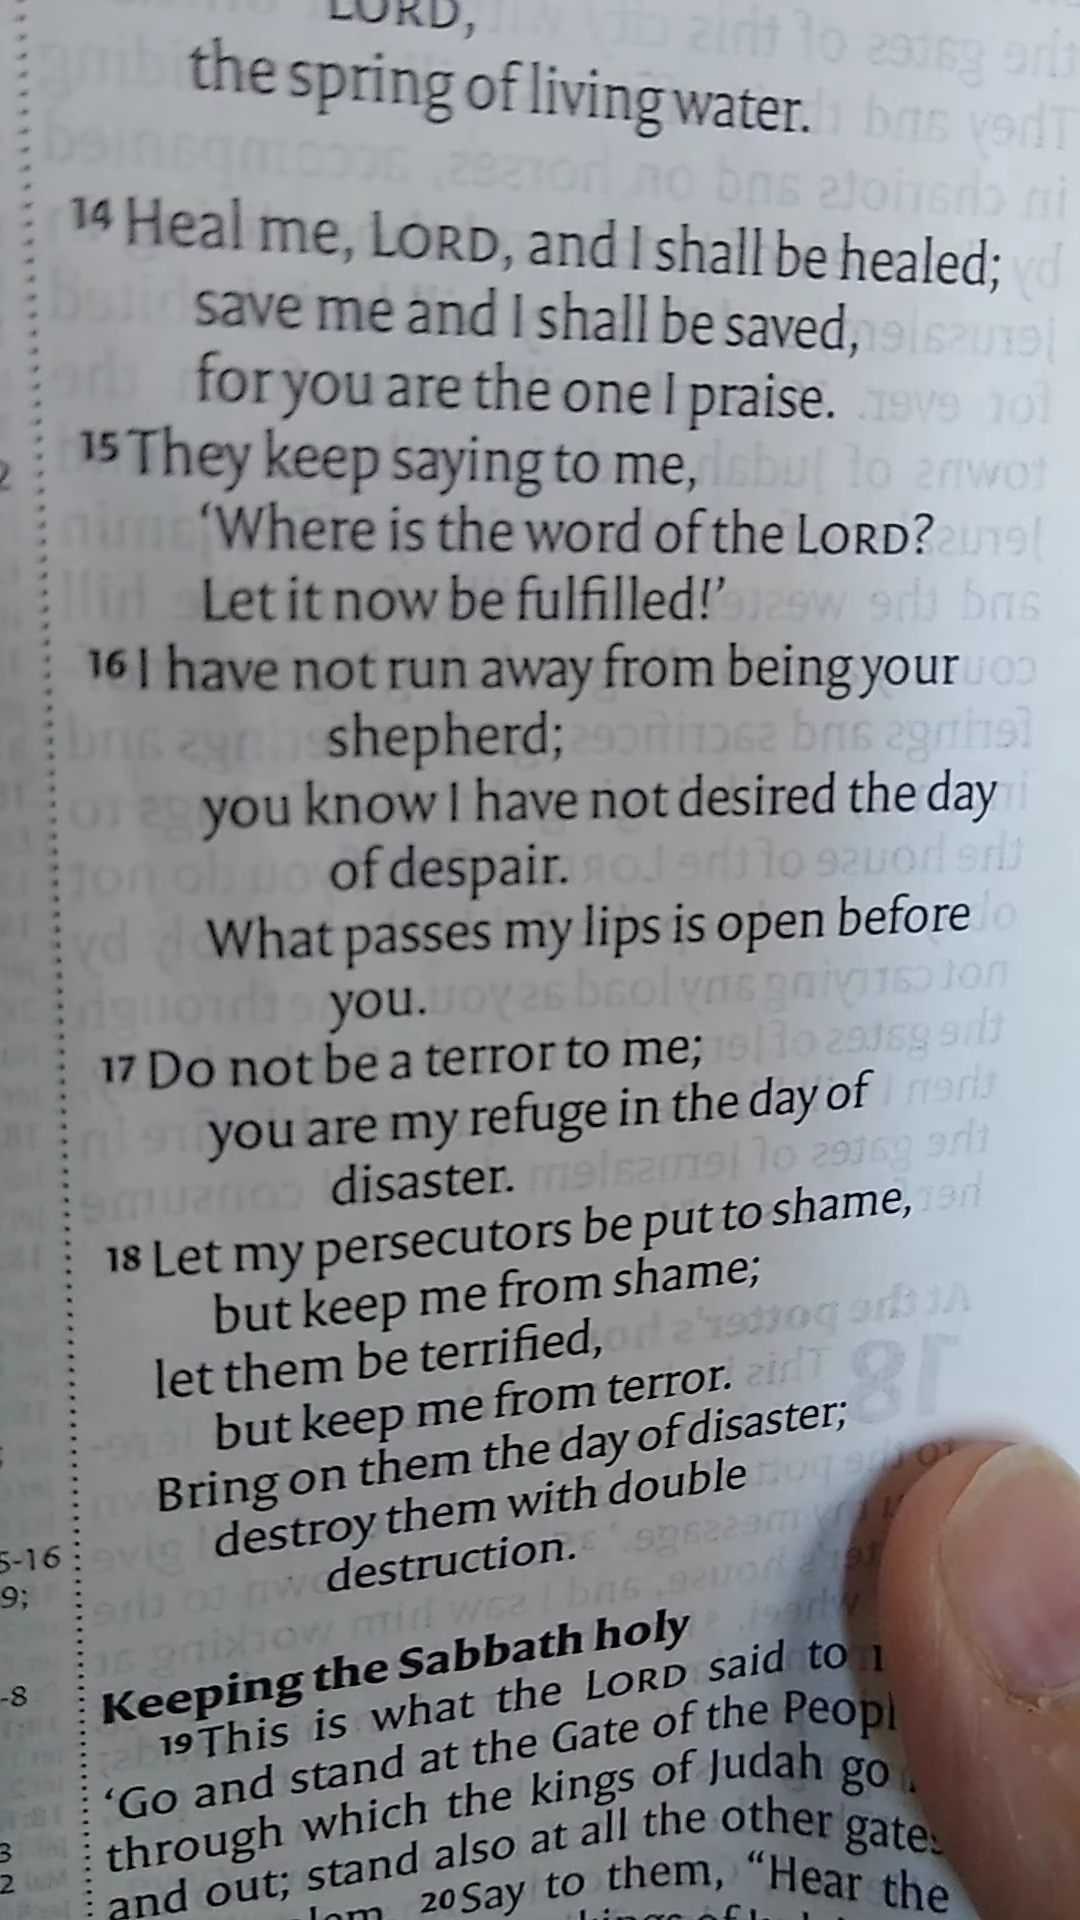 LORD,
the spring of living water.
14 Heal me, LORD, and I shall be healed;
save me and I shall be saved,
for you are the one I praise.
15 They keep saying to me,
‘Where is the word of the LORD?
Let it now be fulfilled!’
16 I have not run away from being your
shepherd;
you know I have not desired the day
of despair.
What passes my lips is open before
you.
17 Do not be a terror to me;
you are my refuge in the day of
disaster.
18 Let my persecutors be put to shame,
but keep me from shame;
let them be terrified,
but keep me from terror.
Bring on them the day of disaster;
destroy them with double
destruction.
5-16
9;
Keeping the Sabbath holy
-8
19 This is what the LORD said to
‘Go and stand at the Gate of the Peopl
through which the kings of Judah go
3
and out; stand also at all the other gates
2
20 Say to them, “Hear the